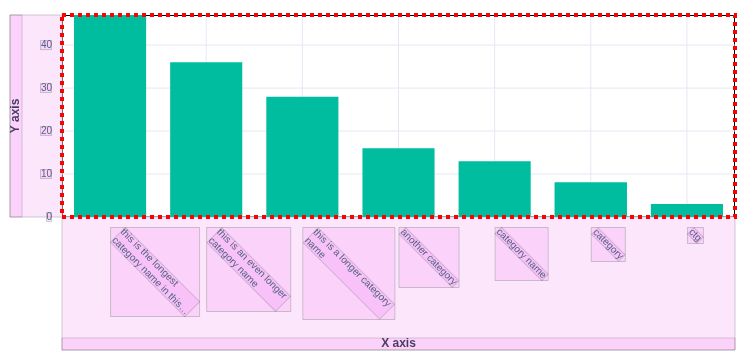 Y axis
40
30
20
10
0
this is the longest
category name in this...
this is an even longer
category name
this is a longer category
name
another category
category name
category
ctg
X axis